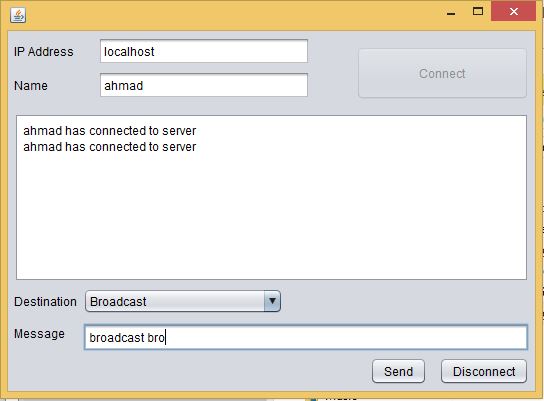 IP Address localhost
Connect
Name ahmad
ahmad has connected to server
ahmad has connected to server
Destination Broadcast
Message broadcast bro
Send Disconnect